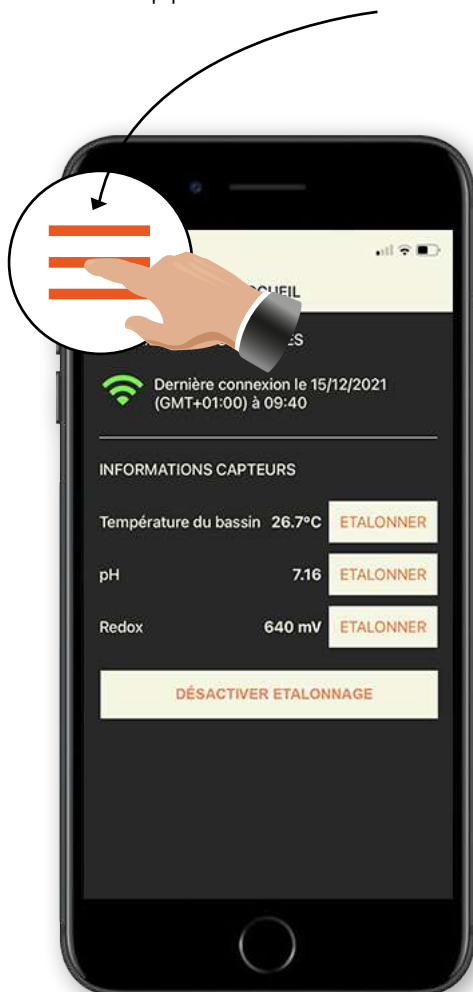 Dernière connexion le 15/12/2021
(GMT+01:00) à 09:40
INFORMATIONS CAPTEURS
Température du bassin 26.7°C ETALONNER
pH 7.16 ETALONNER
Redox 640 mV ETALONNER
DÉSACTIVER ETALONNAGE